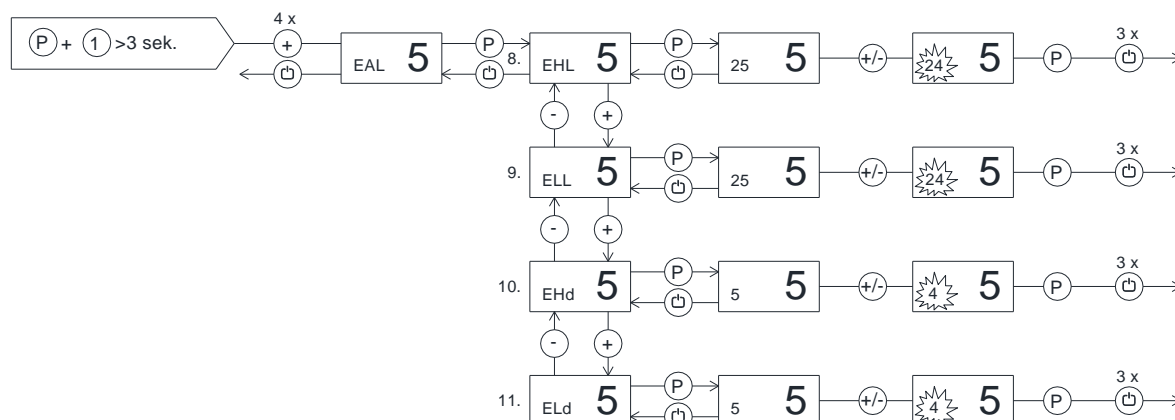 4 x
P + 1 >3 sek. + EAL 5 P 8. EHL 5 P 25 5 +/- 24 5 P 3 x
- +
9. ELL 5 P 25 5 +/- 24 5 P 3 x
- +
10. EHd 5 P 5 5 +/- 4 5 P 3 x
- +
11. ELd 5 P 5 5 +/- 4 5 P 3 x